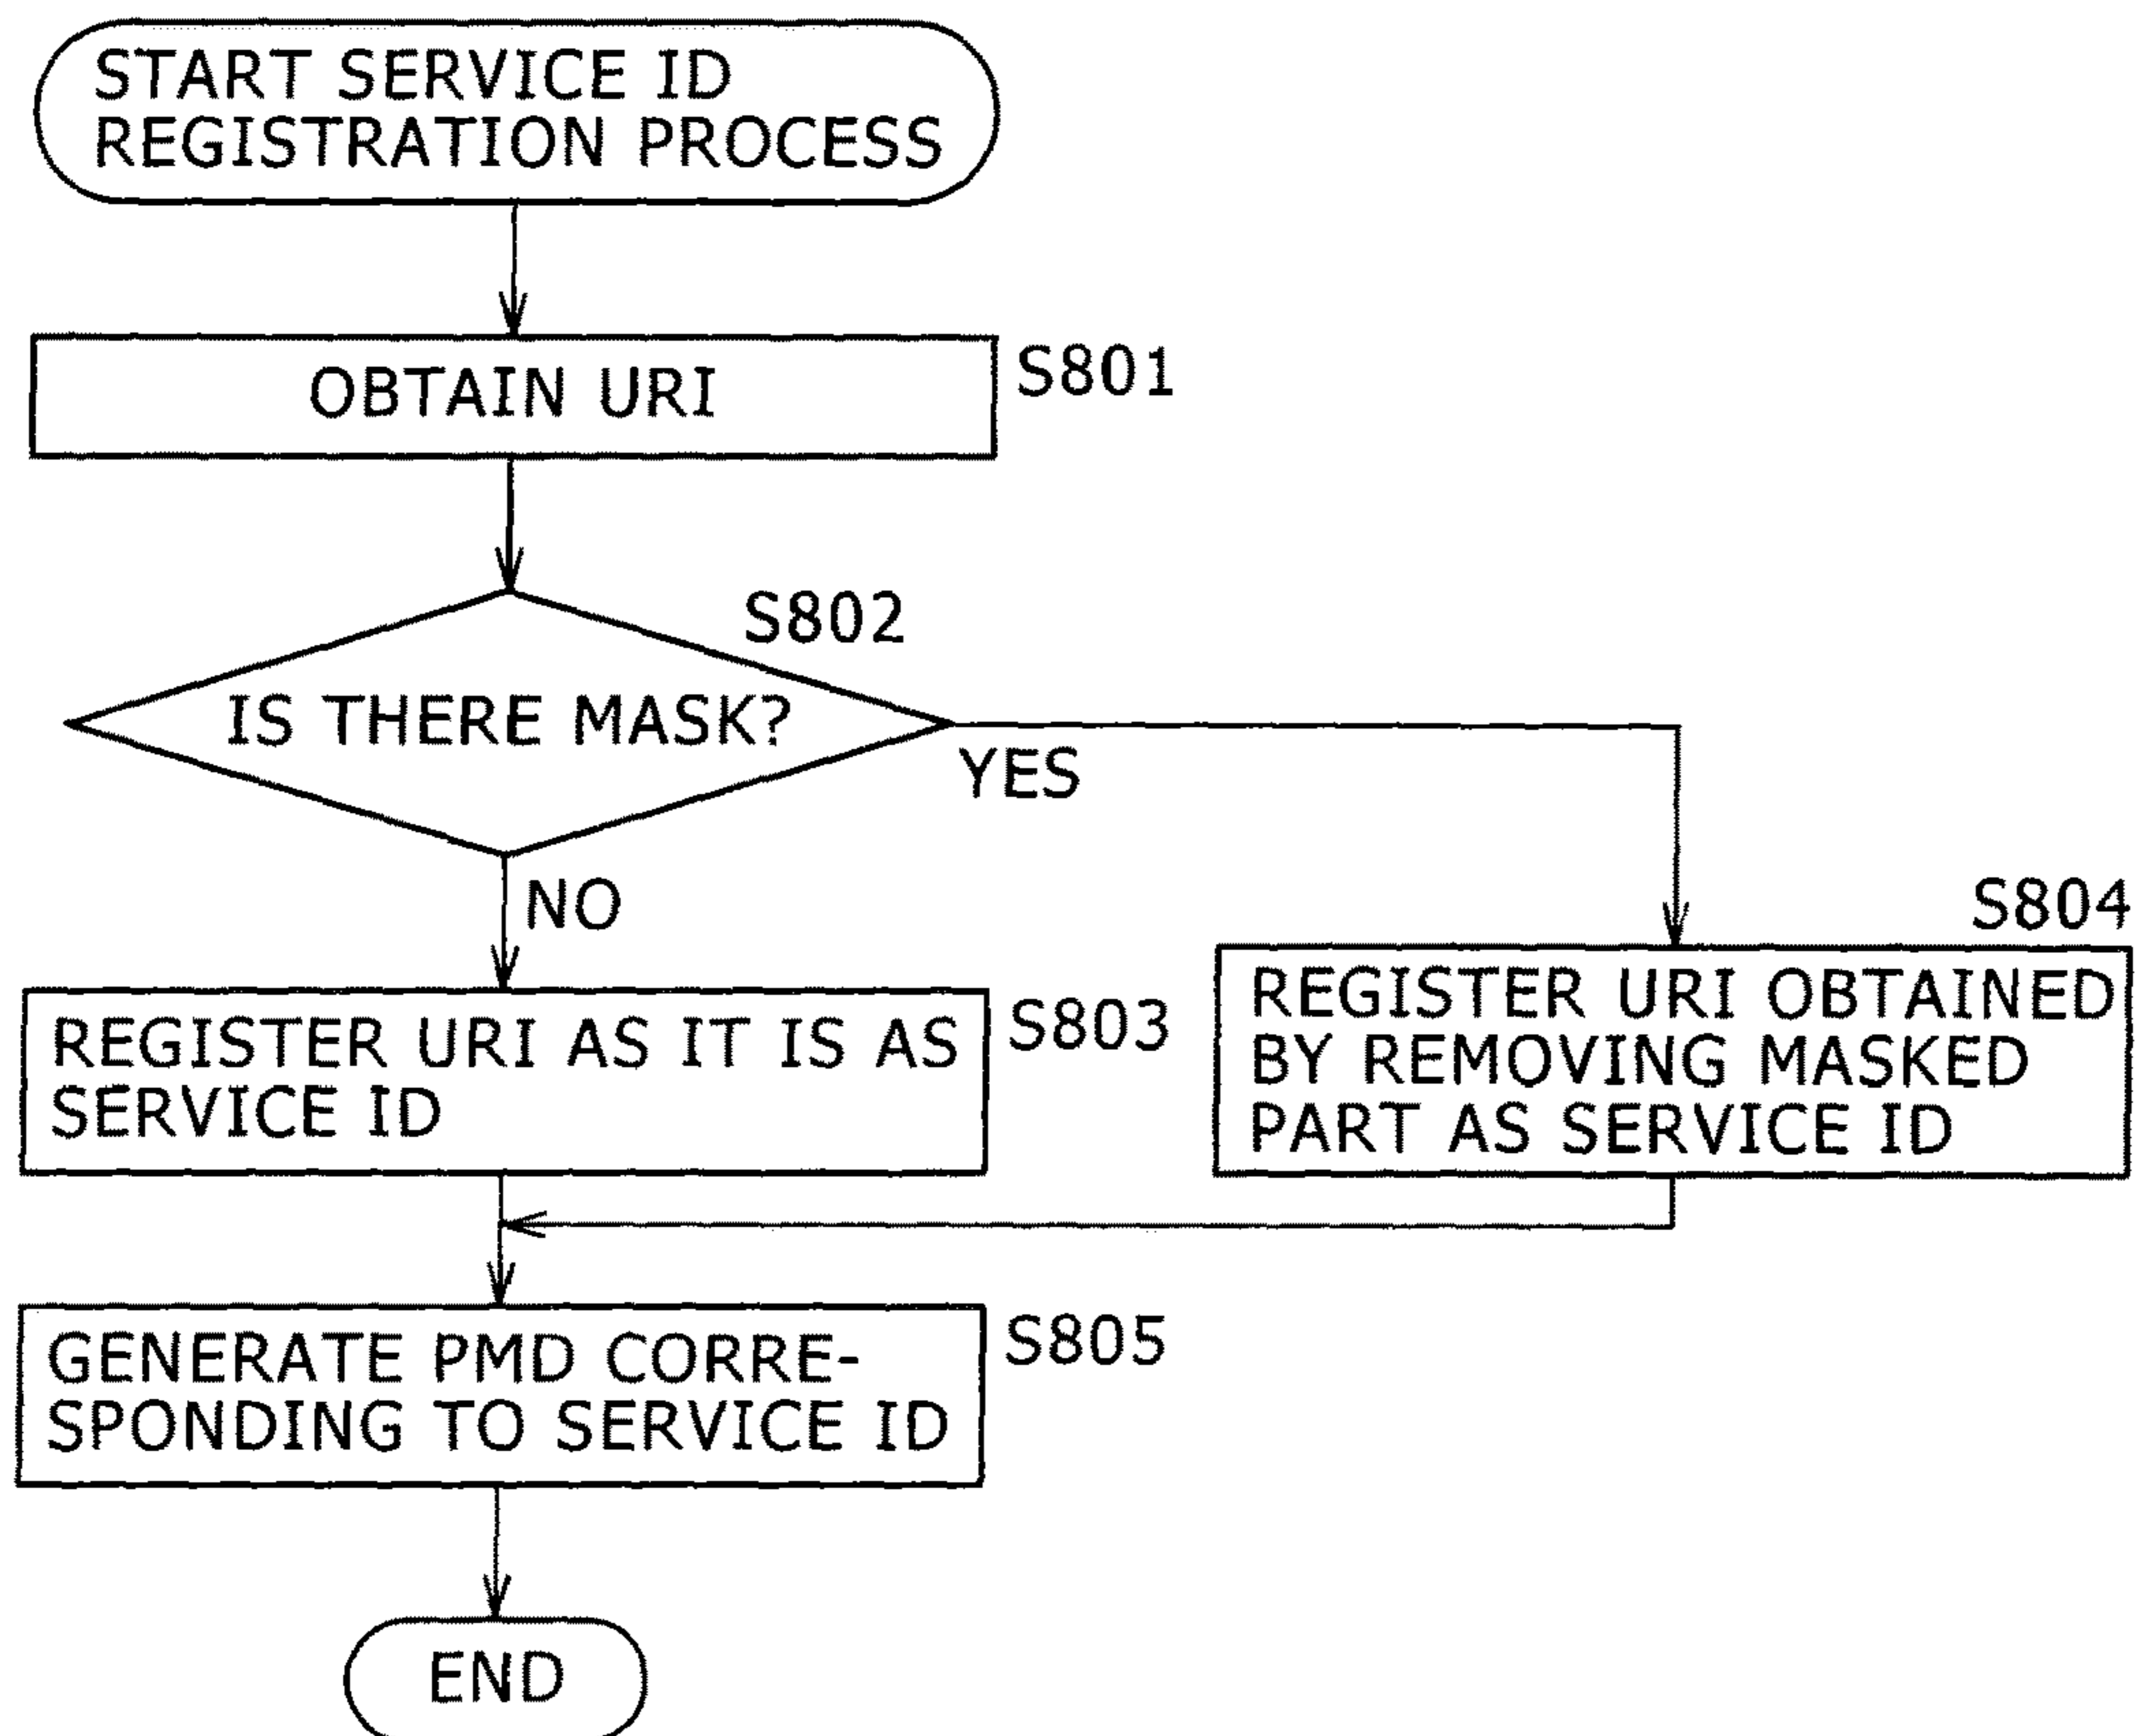 START SERVICE ID
REGISTRATION PROCESS
OBTAIN URI
S801
S802
IS THERE MASK?
YES
NO
S804
REGISTER URI AS IT IS AS
SERVICE ID
S803
REGISTER URI OBTAINED
BY REMOVING MASKED
PART AS SERVICE ID
GENERATE PMD CORRE-
SPONDING TO SERVICE ID
S805
END